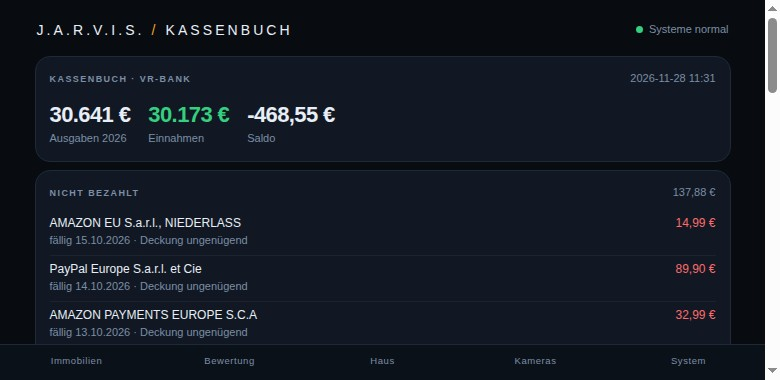 J.A.R.V.I.S. / KASSENBUCH
Systeme normal
KASSENBUCH · VR-BANK
2026-11-28 11:31
30.641 € 30.173 € -468,55 €
Ausgaben 2026 Einnahmen Saldo
NICHT BEZAHLT
137,88 €
AMAZON EU S.a.r.l., NIEDERLASS
14,99 €
fällig 15.10.2026 · Deckung ungenügend
PayPal Europe S.a.r.l. et Cie
89,90 €
fällig 14.10.2026 · Deckung ungenügend
AMAZON PAYMENTS EUROPE S.C.A
32,99 €
fällig 13.10.2026 · Deckung ungenügend
Immobilien Bewertung Haus Kameras System